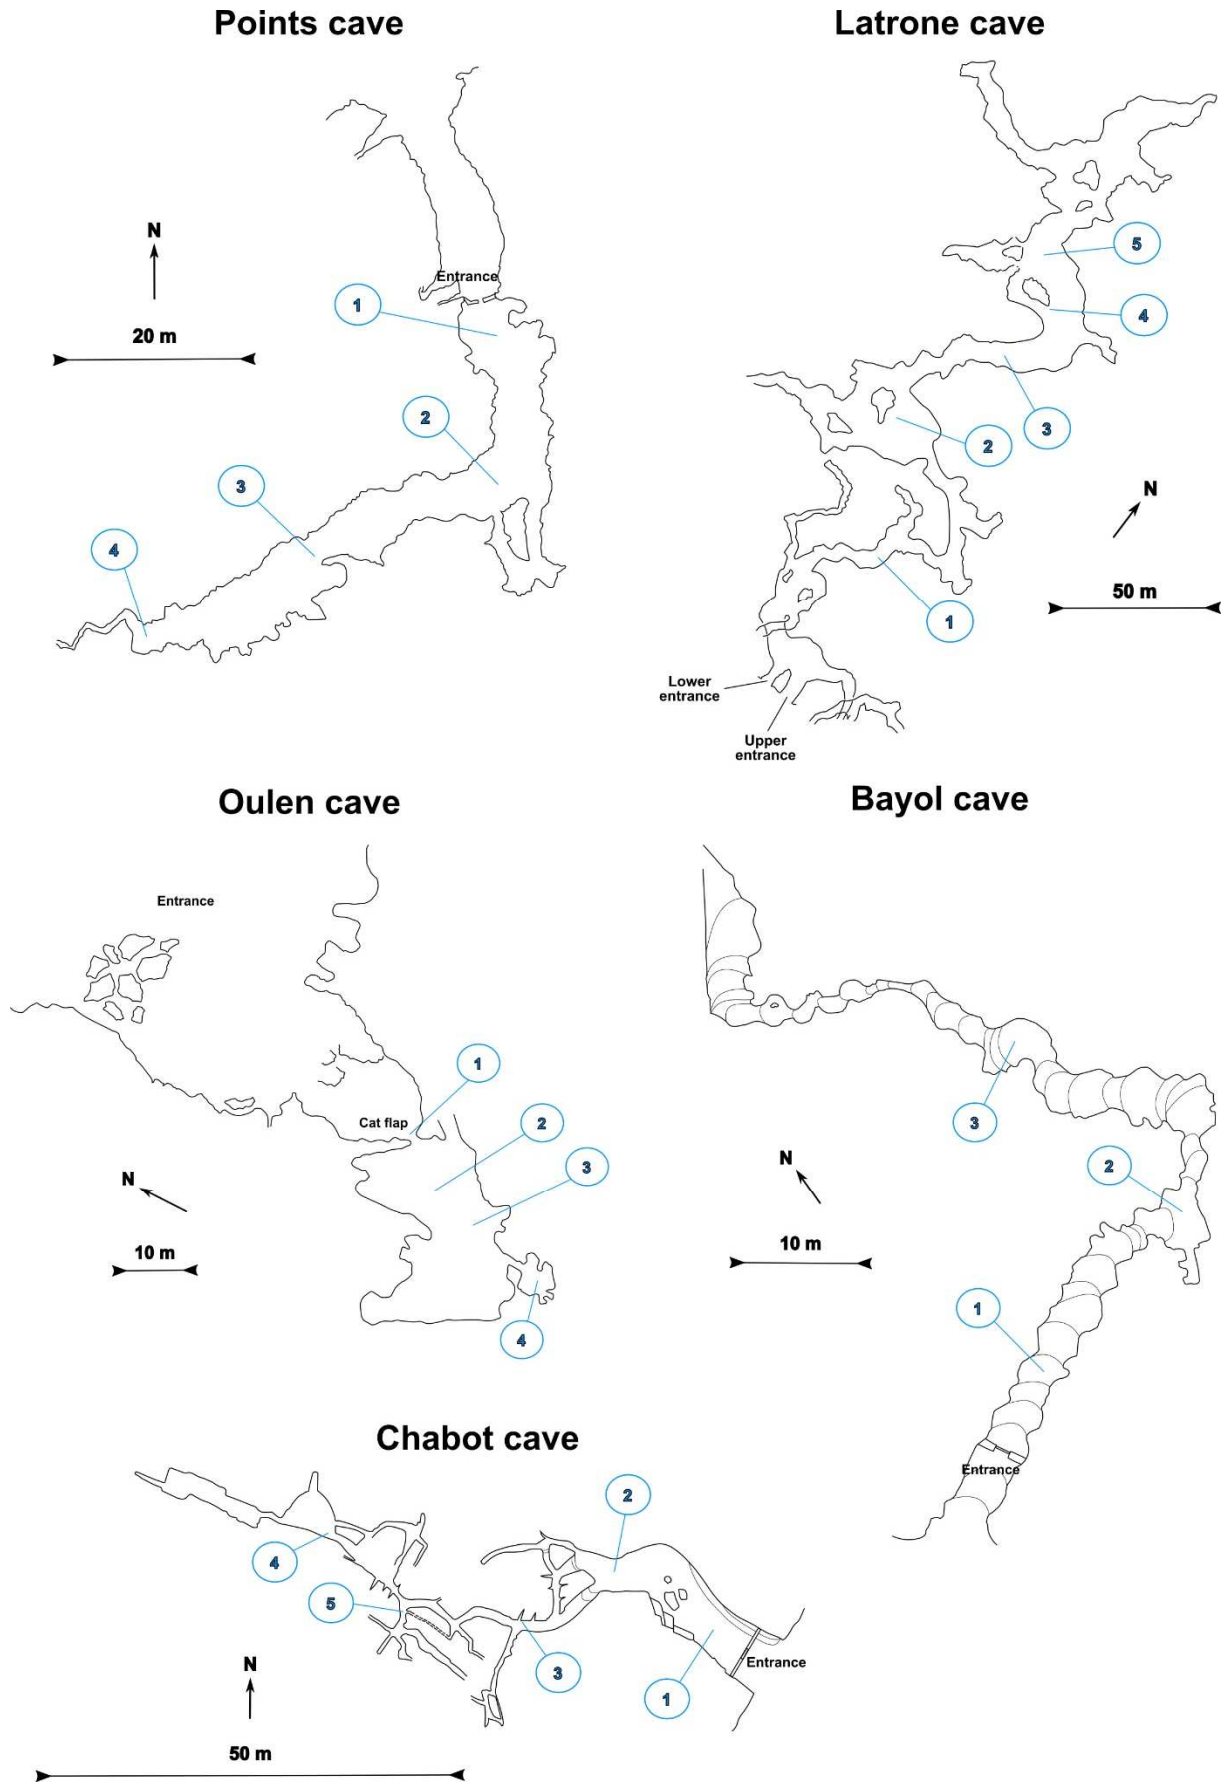 Points cave
Latrone cave
N
20 m
Entrance
1
2
3
4
5
4
3
2
1
N
50 m
Lower
entrance
Upper
entrance
Oulen cave
Bayol cave
Entrance
Cat flap
1
2
3
4
N
10 m
3
2
1
N
10 m
Entrance
Chabot cave
2
4
5
3
1
Entrance
N
50 m